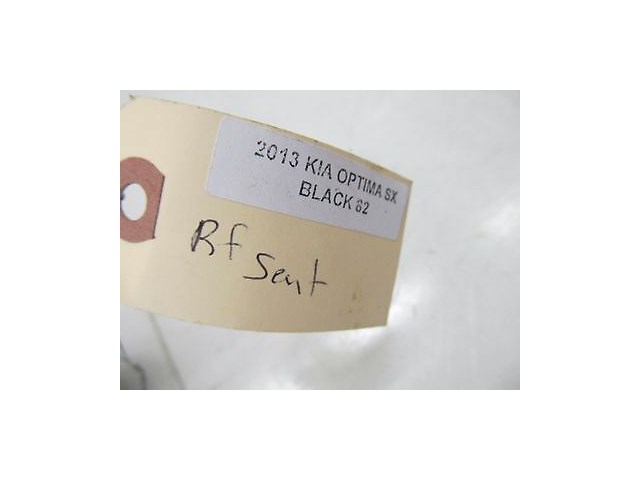 2013 KIA OPTIMA SX
BLACK 62
Rf
Seat